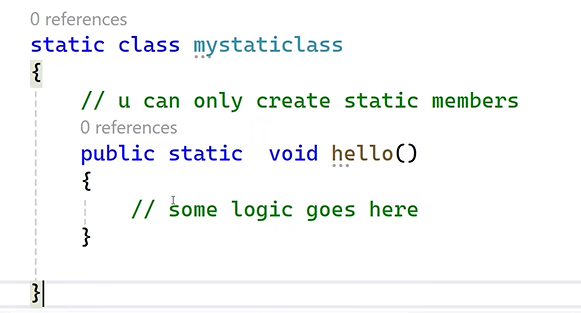 0 references
static class mystaticlass
{
// u can only create static members
0 references
public static  void hello()
{
// some logic goes here
}
}